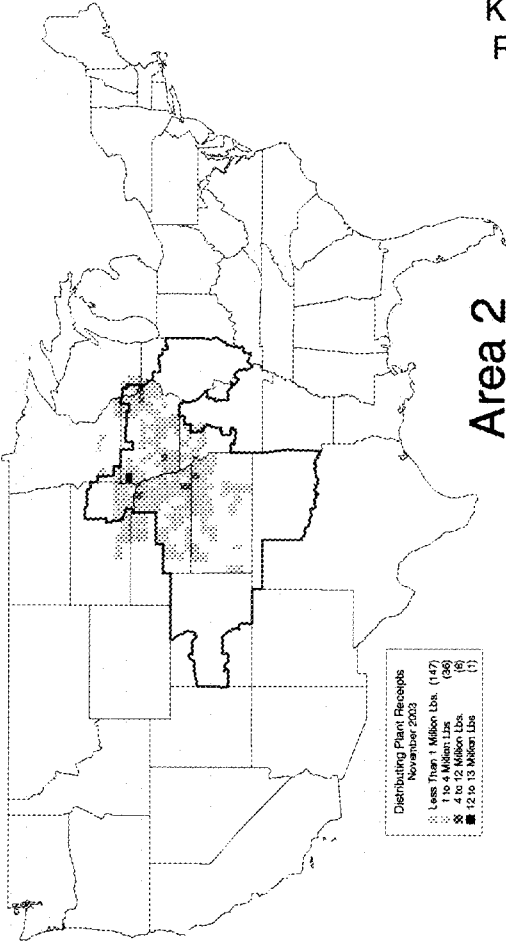 Area 2
Distributing Plant Receipts
November 2003
Less Than 1 Million Lbs. (147)
1 to 4 Million Lbs (36)
4 to 12 Million Lbs. (6)
12 to 13 Million Lbs (1)